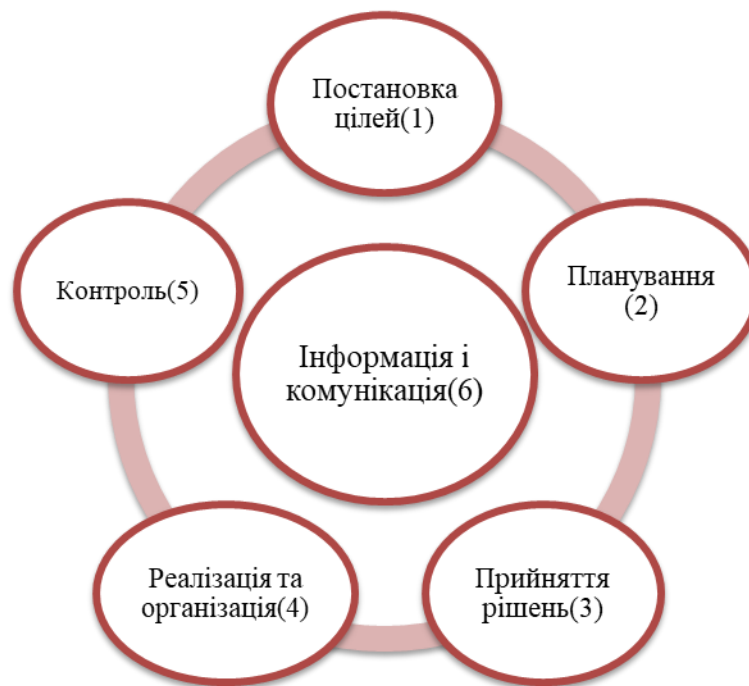 Постановка
цілей(1)
Планування
(2)
Прийняття
рішень(3)
Реалізація та
організація(4)
Контроль(5)
Інформація і
комунікація(6)